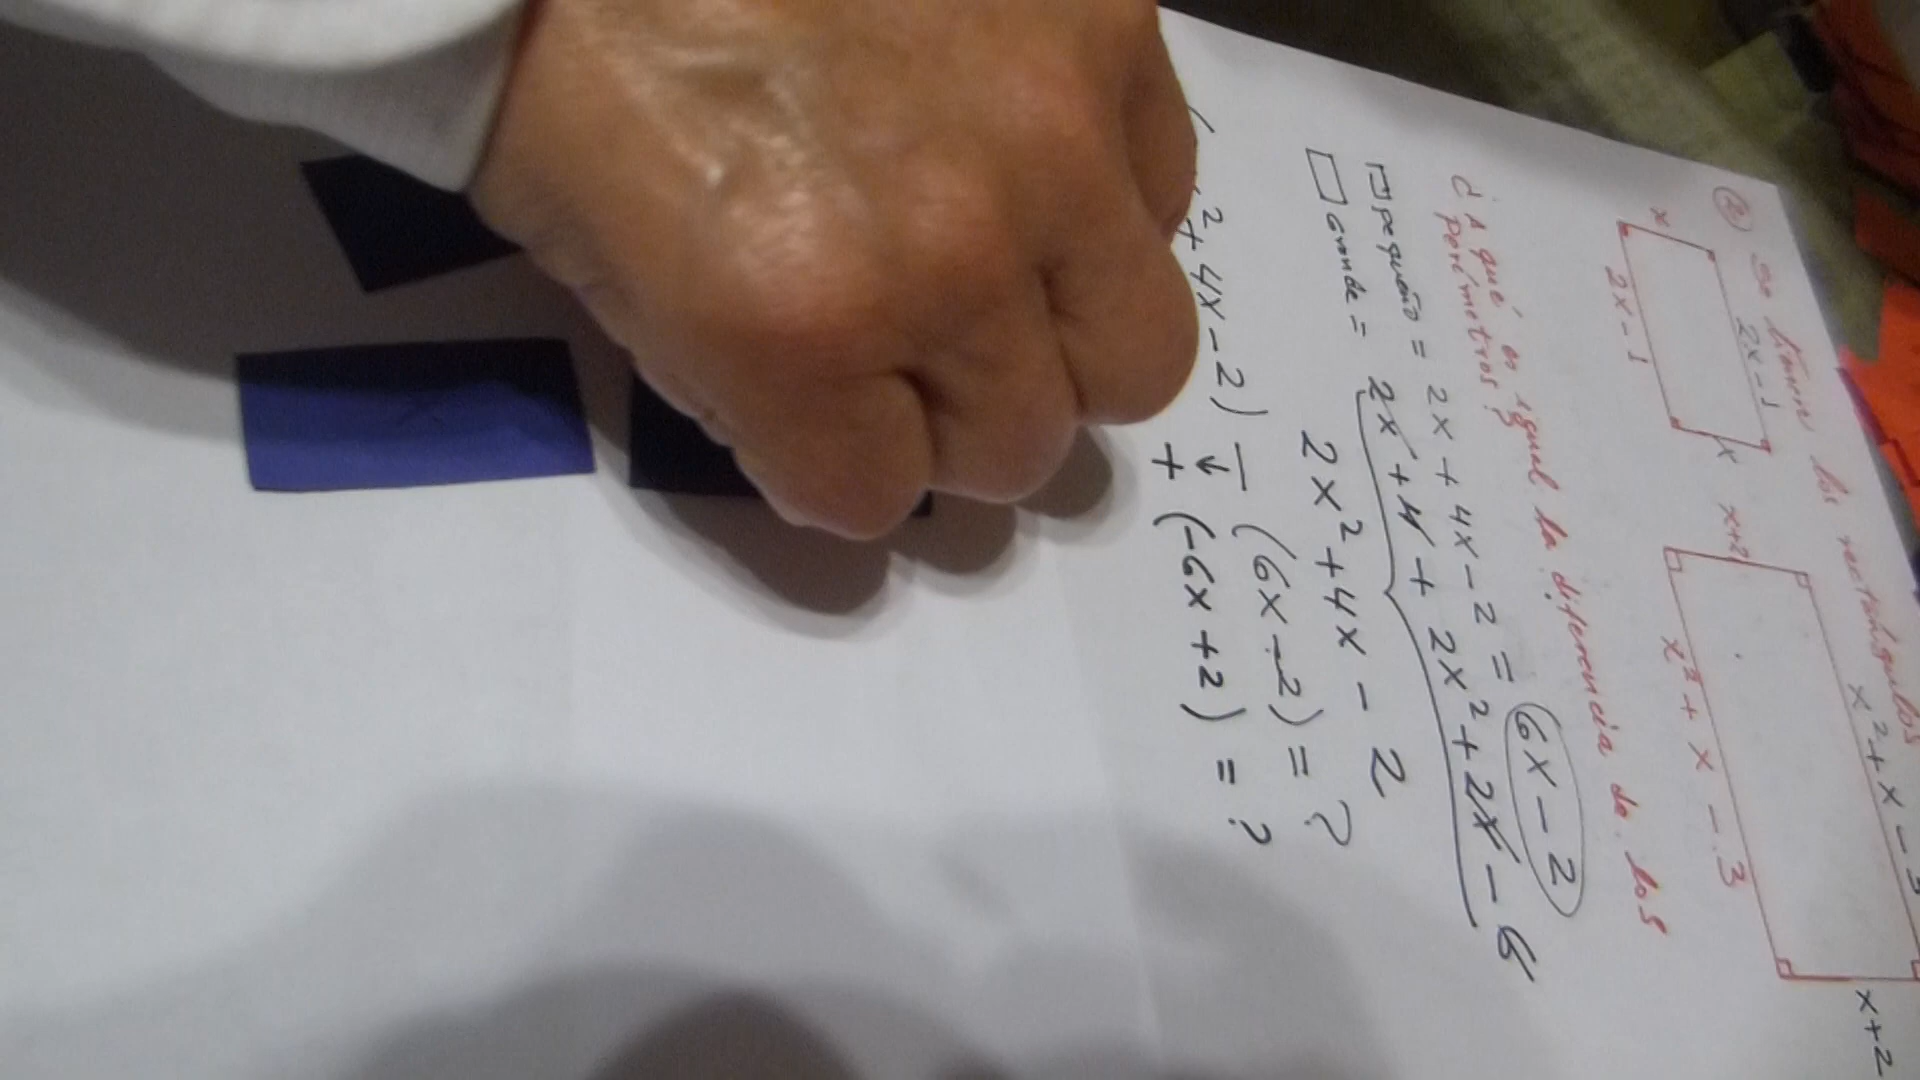 ② Se tienen los rectángulos
2x-1
x
x
2x-1
x²+x-3
x+2
x+2
x²+x-3
¿A qué es igual la diferencia de los
perímetros?
pequeño = 2x+4x-2 = 6x-2
Grande = 2x+4+2x²+2x-6
2x²+4x-2
x²+4x-2) - (6x-2) = ?
↓
+ (-6x+2) = ?